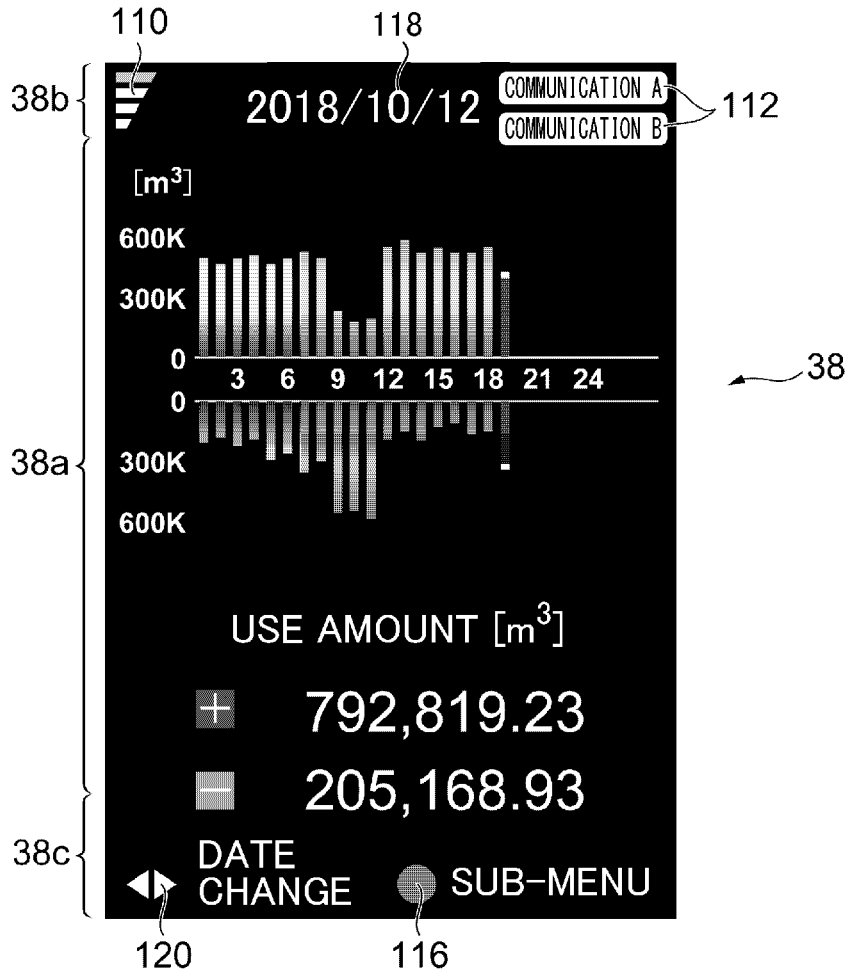 110
118
38b
2018/10/12
COMMUNICATION A
COMMUNICATION B
112
[m³]
600K
300K
0
3 6 9 12 15 18 21 24
0
38
38a
300K
600K
USE AMOUNT [m³]
+ 792,819.23
− 205,168.93
38c
DATE
CHANGE
SUB−MENU
120
116